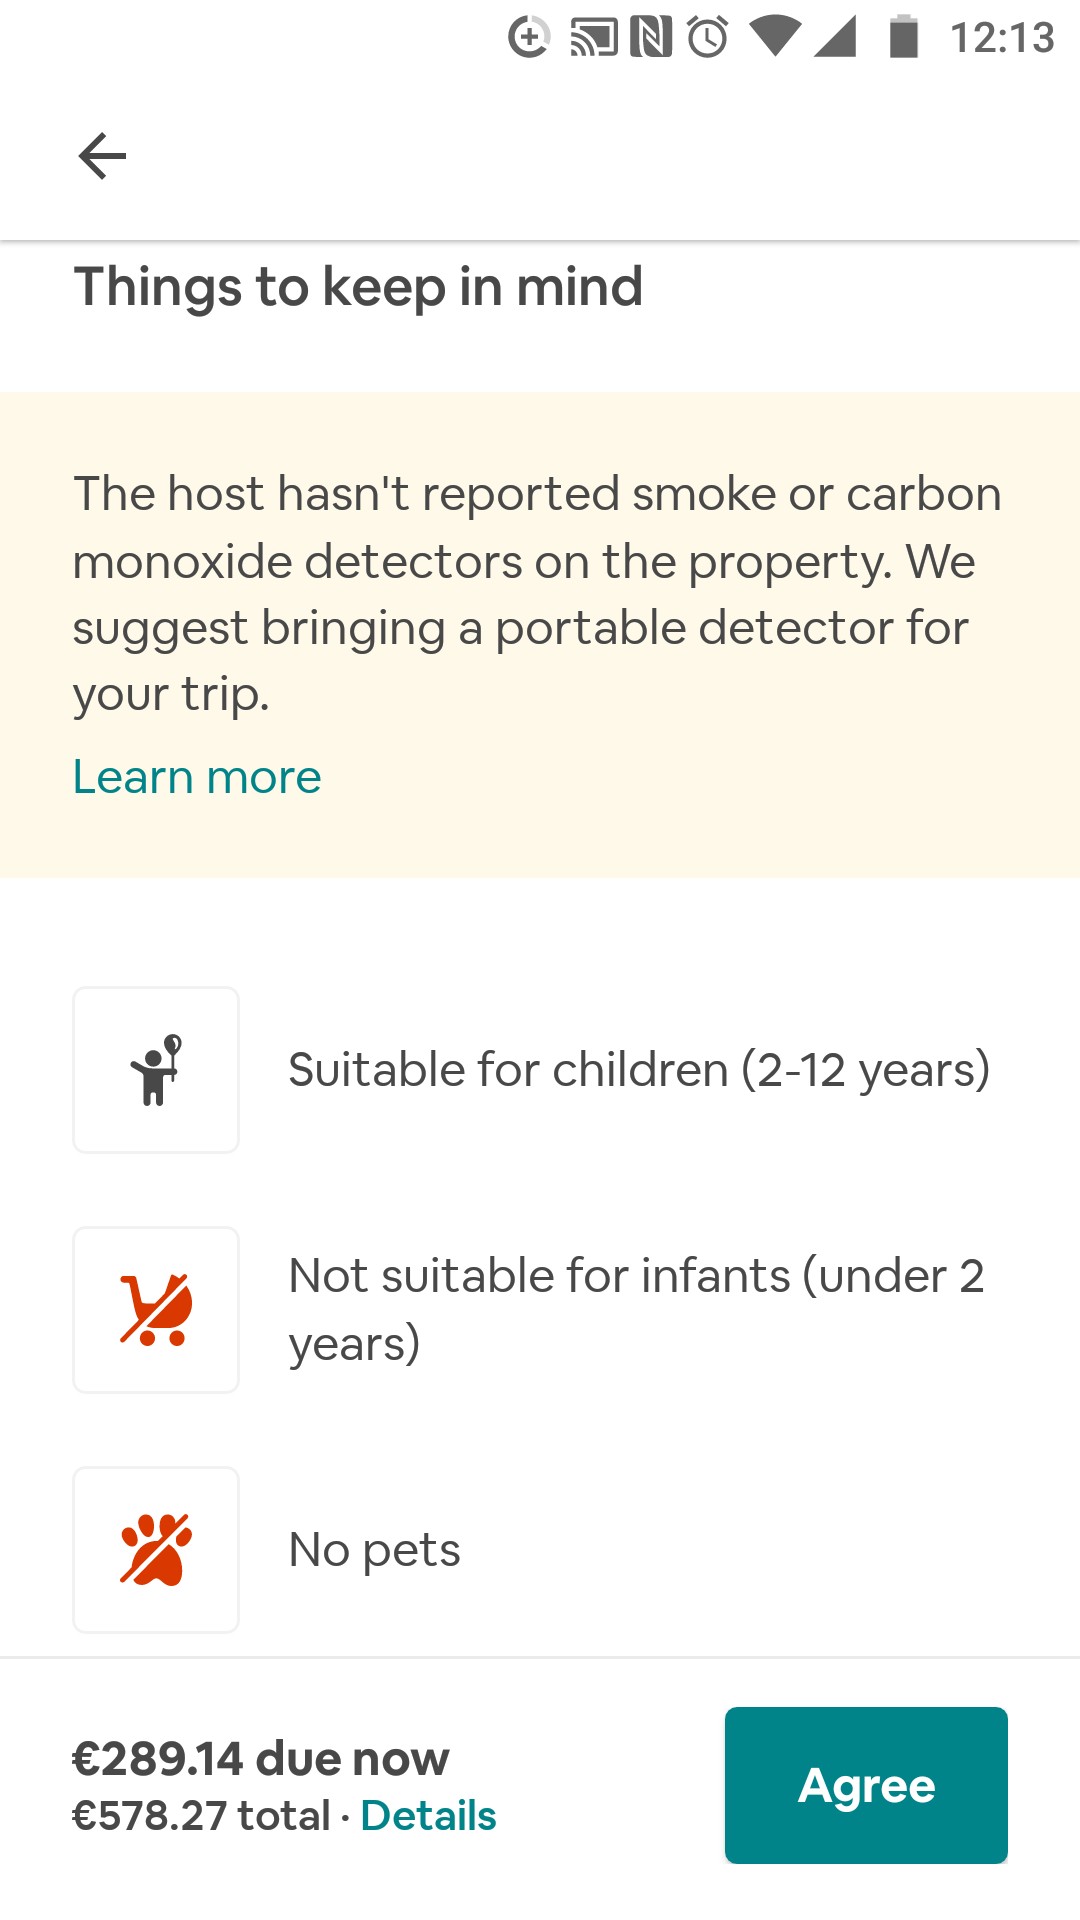 12:13
Things to keep in mind
The host hasn't reported smoke or carbon
monoxide detectors on the property. We
suggest bringing a portable detector for
your trip.
Learn more
Suitable for children (2-12 years)
Not suitable for infants (under 2
years)
No pets
€289.14 due now
€578.27 total · Details
Agree